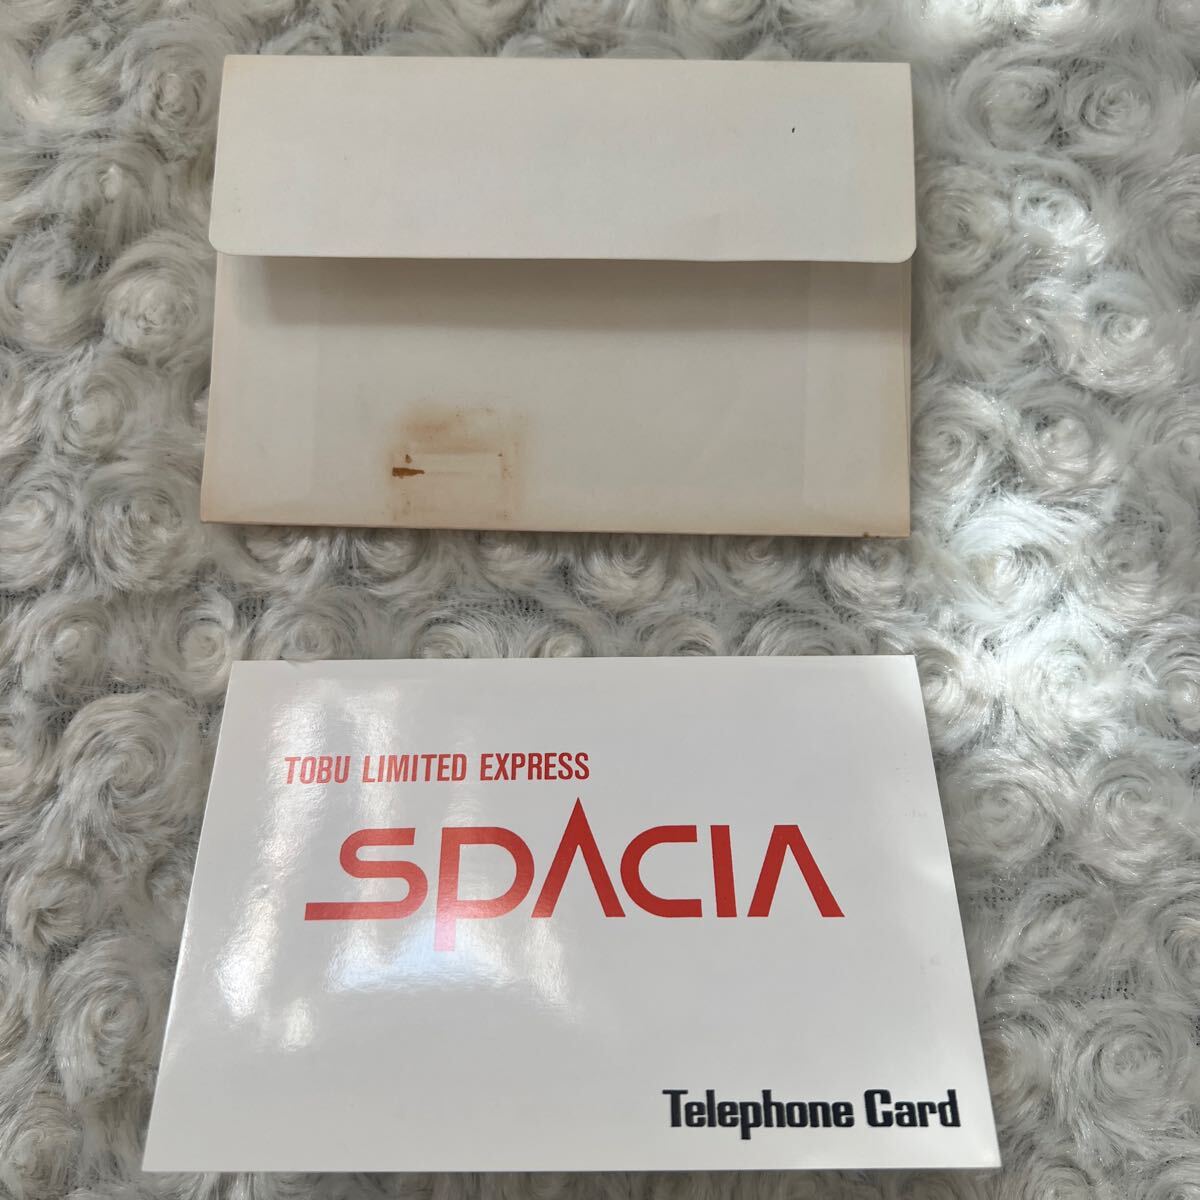 TOBU LIMITED EXPRESS
SPACIA
Telephone Card